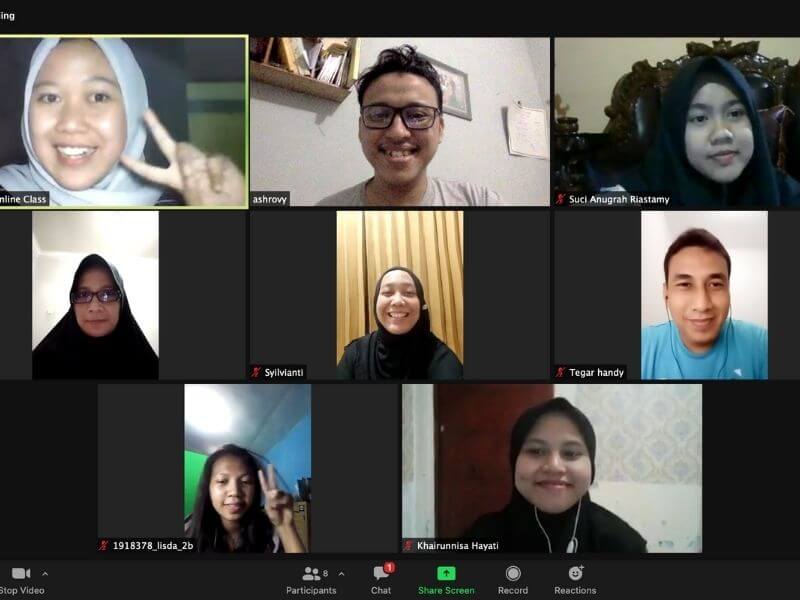 ing
nline Class
ashrovy
Suci Anugrah Riastamy
Syilvianti
Tegar handy
1918378_lisda_2b
Khairunnisa Hayati
Stop Video
Participants
8
Chat
1
Share Screen
Record
Reactions